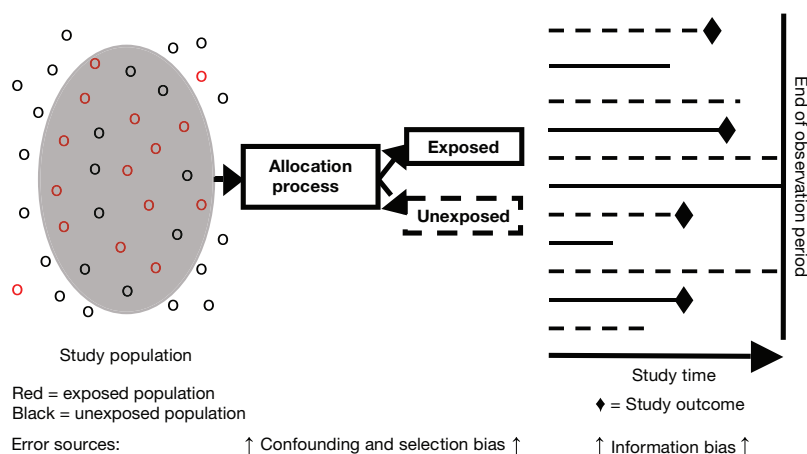 Allocation
process
Exposed
Unexposed
End of observation
period
Study population
Study time
Red = exposed population
Black = unexposed population
♦ = Study outcome
Error sources:
↑ Confounding and selection bias ↑
↑ Information bias ↑